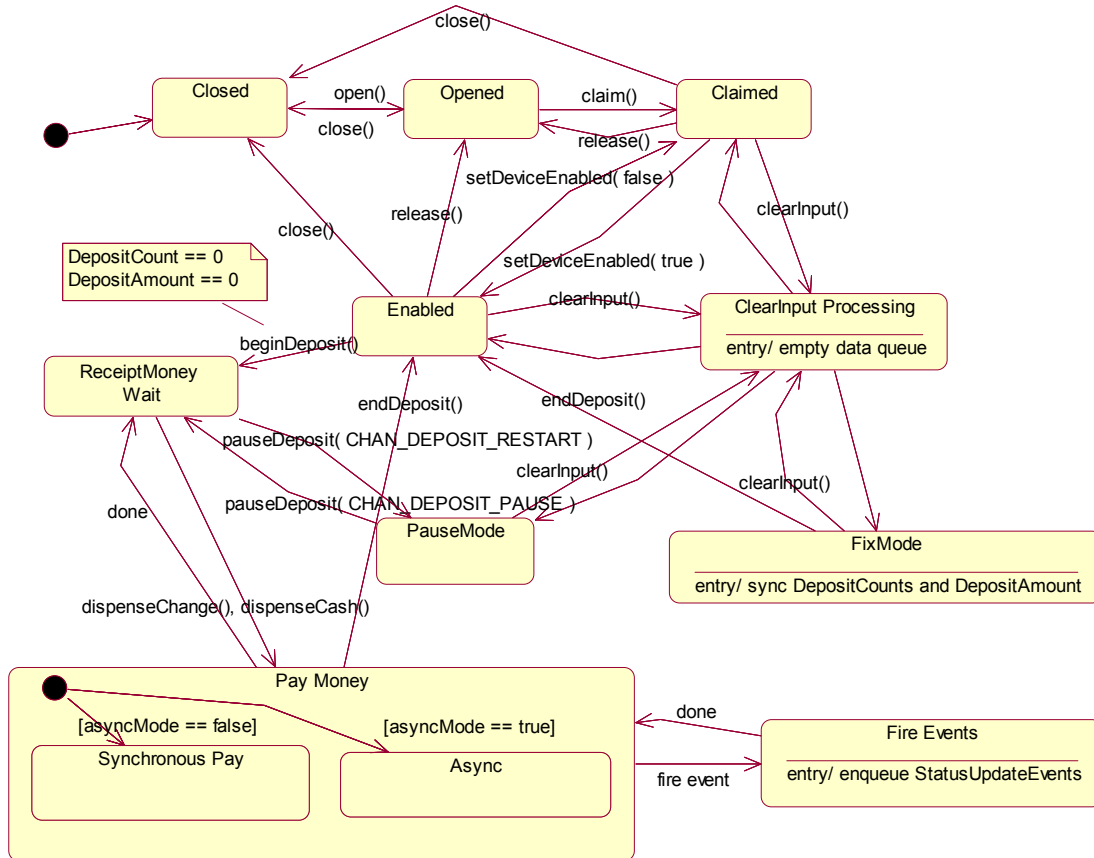 close()
Closed
open()
close()
Opened
claim()
release()
Claimed
setDeviceEnabled( false )
release()
clearInput()
close()
DepositCount == 0
DepositAmount == 0
setDeviceEnabled( true )
Enabled
clearInput()
ClearInput Processing
entry/ empty data queue
beginDeposit()
ReceiptMoney
Wait
endDeposit()
endDeposit()
pauseDeposit( CHAN_DEPOSIT_RESTART )
clearInput()
clearInput()
pauseDeposit( CHAN_DEPOSIT_PAUSE )
done
PauseMode
FixMode
entry/ sync DepositCounts and DepositAmount
dispenseChange(), dispenseCash()
Pay Money
[asyncMode == false]
[asyncMode == true]
Synchronous Pay
Async
done
fire event
Fire Events
entry/ enqueue StatusUpdateEvents